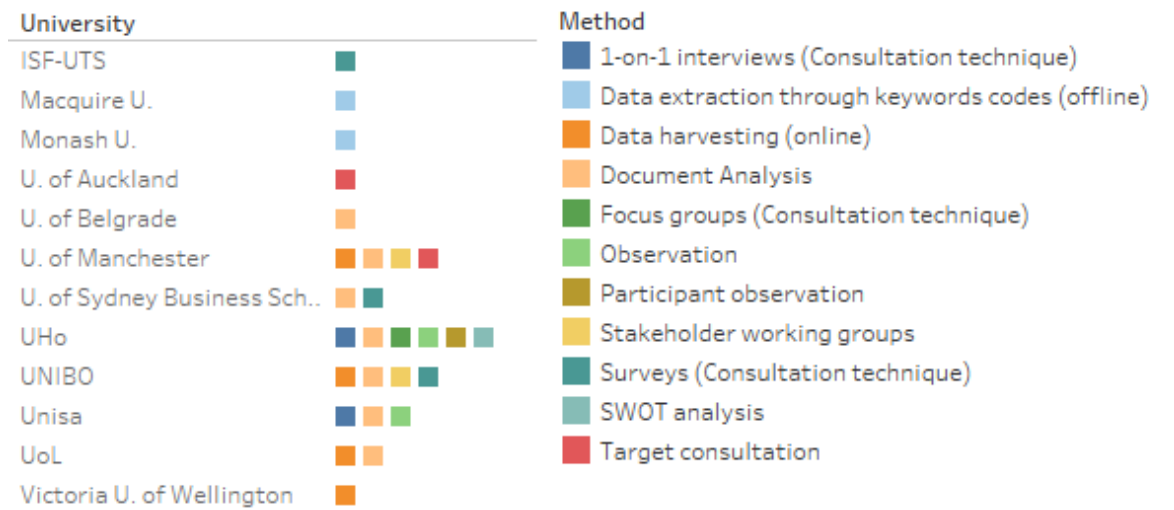 University
ISF-UTS
Macquire U.
Monash U.
U. of Auckland
U. of Belgrade
U. of Manchester
U. of Sydney Business Sch..
UHo
UNIBO
Unisa
UoL
Victoria U. of Wellington
Method
1-on-1 interviews (Consultation technique)
Data extraction through keywords codes (offline)
Data harvesting (online)
Document Analysis
Focus groups (Consultation technique)
Observation
Participant observation
Stakeholder working groups
Surveys (Consultation technique)
SWOT analysis
Target consultation